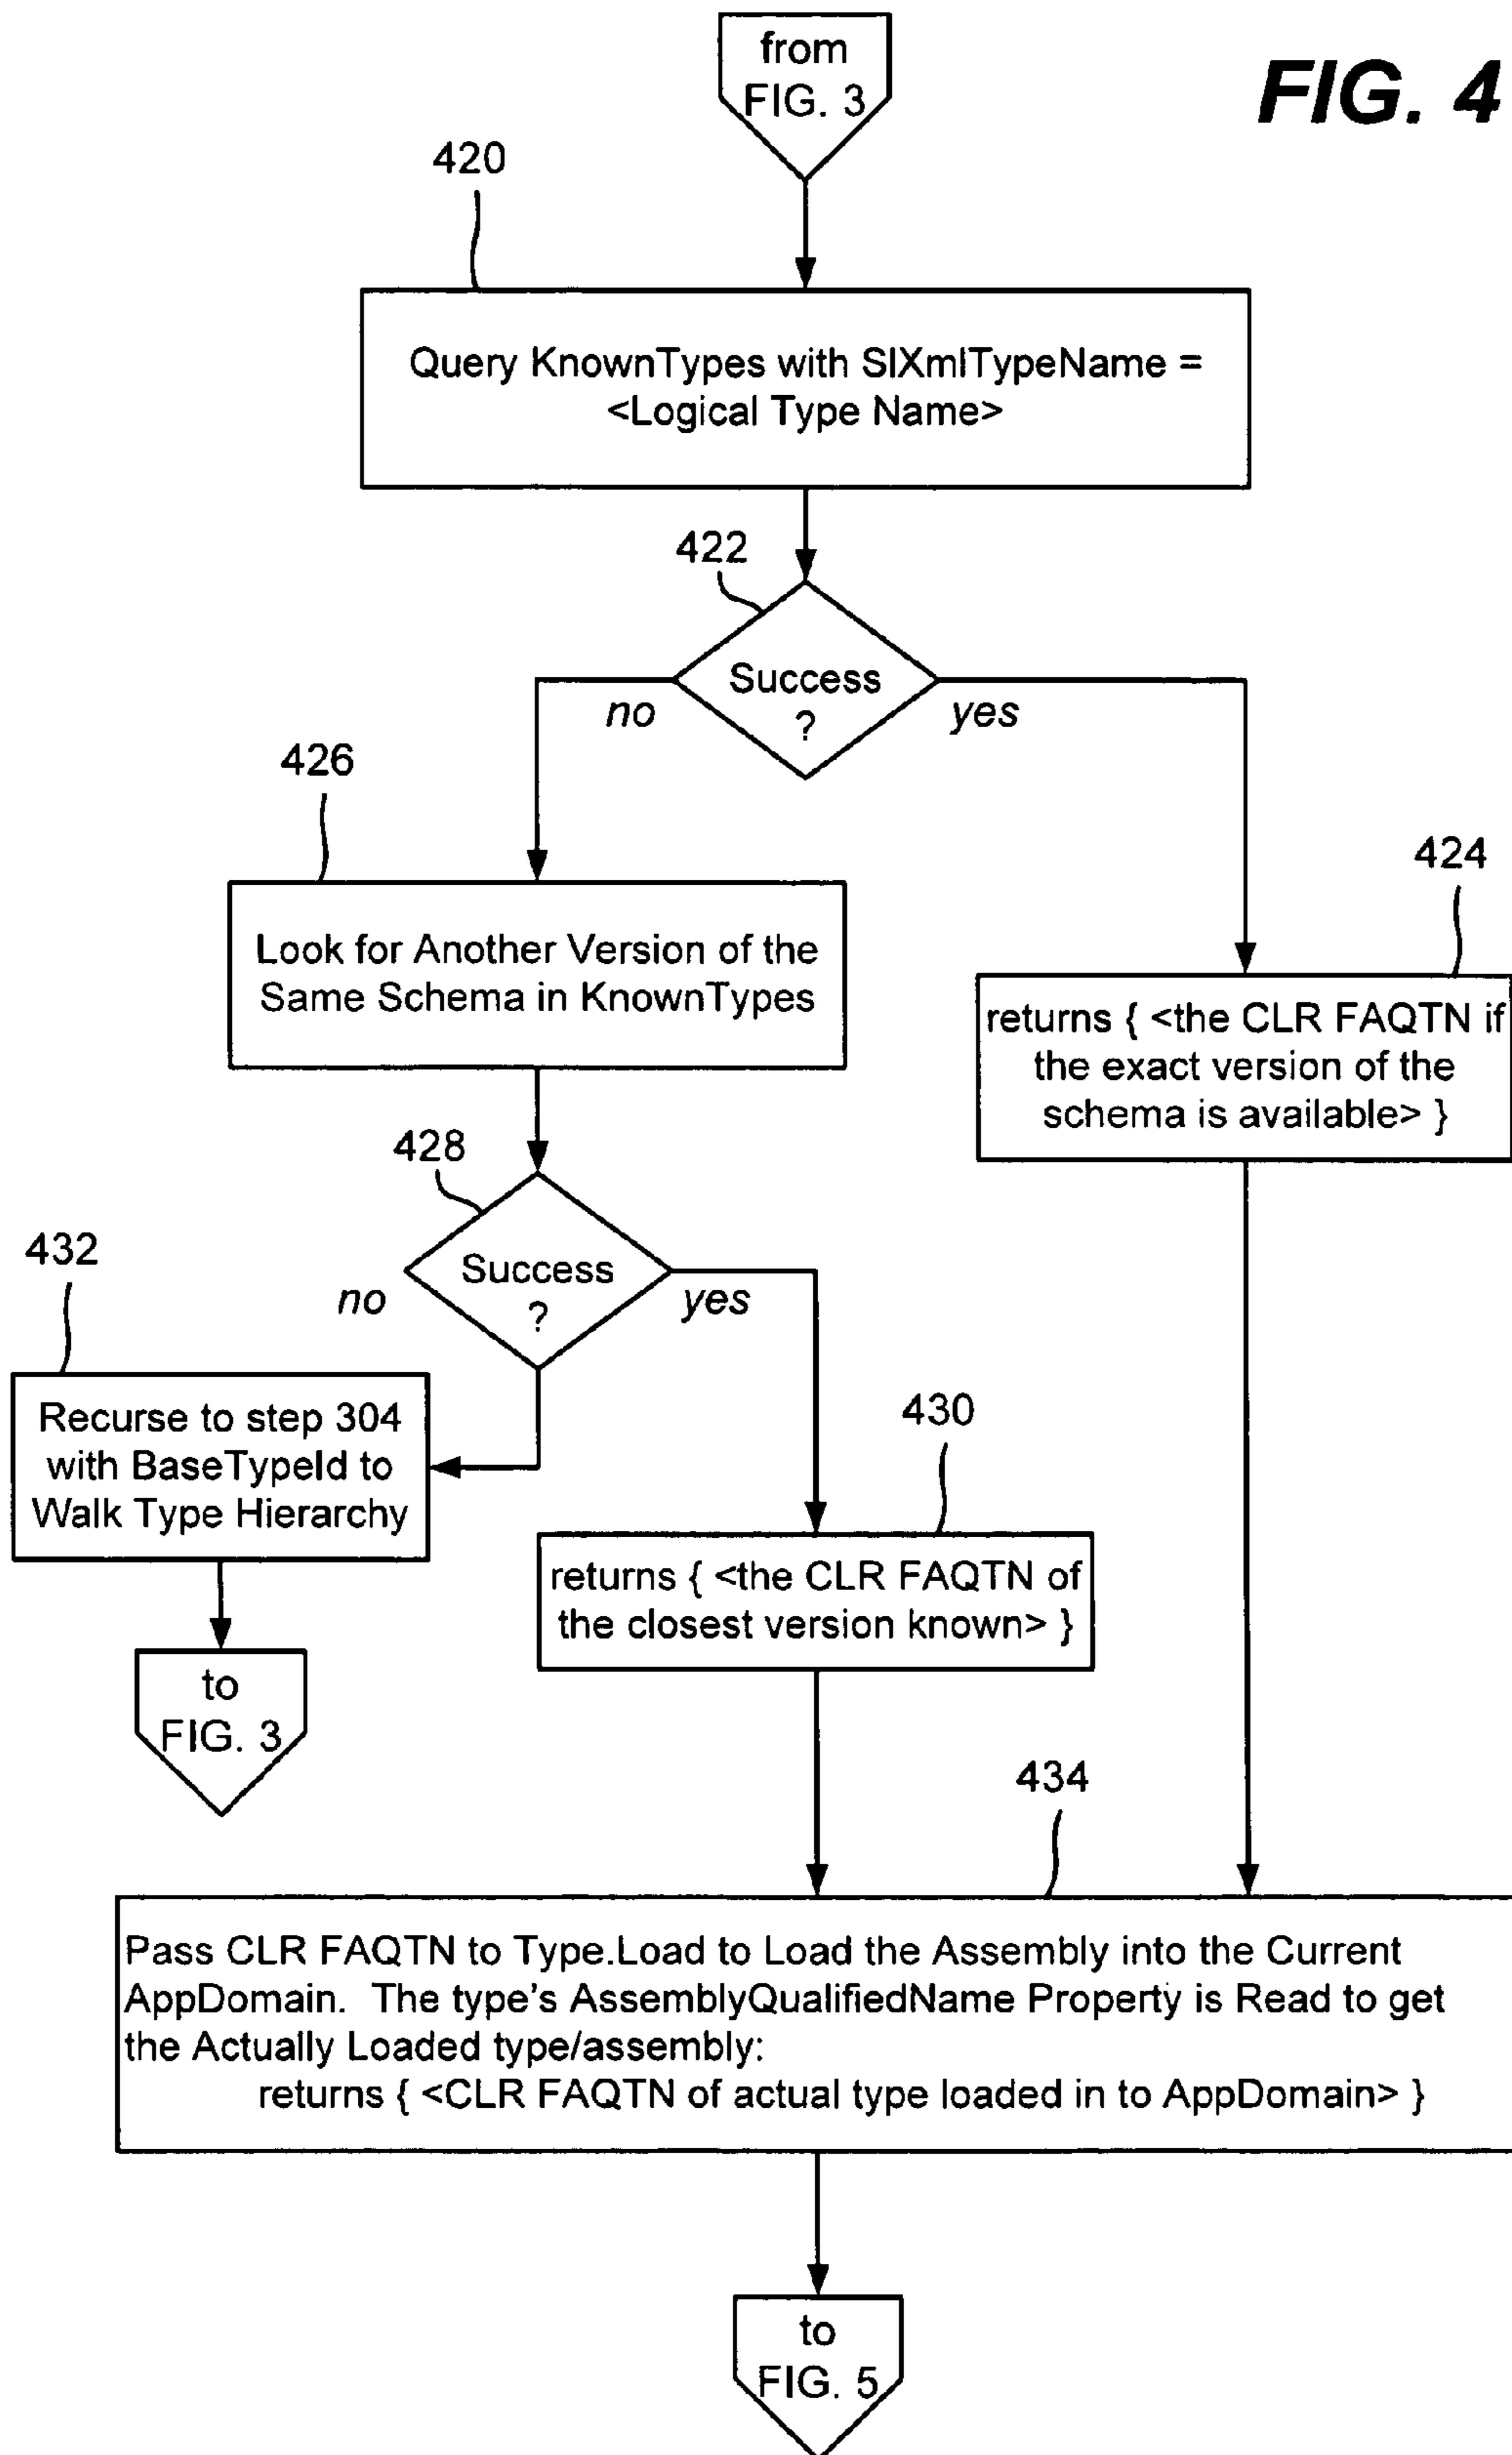 from
FIG. 3
FIG. 4
420
Query KnownTypes with SIXmlTypeName =
<Logical Type Name>
422
Success
?
no
yes
426
Look for Another Version of the
Same Schema in KnownTypes
424
returns { <the CLR FAQTN if
the exact version of the
schema is available> }
428
Success
?
no
yes
432
Recurse to step 304
with BaseTypeId to
Walk Type Hierarchy
430
returns { <the CLR FAQTN of
the closest version known> }
to
FIG. 3
434
Pass CLR FAQTN to Type.Load to Load the Assembly into the Current
AppDomain. The type's AssemblyQualifiedName Property is Read to get
the Actually Loaded type/assembly:
returns { <CLR FAQTN of actual type loaded in to AppDomain> }
to
FIG. 5